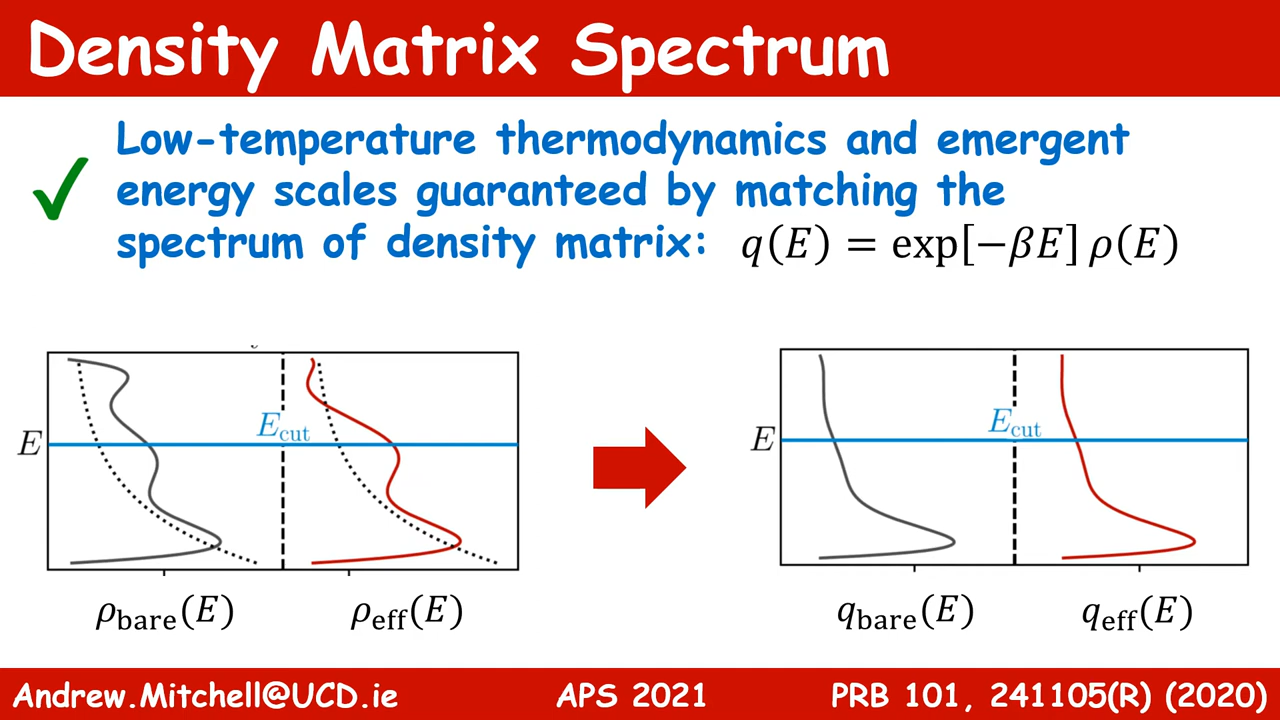 Density Matrix Spectrum
Low-temperature thermodynamics and emergent
energy scales guaranteed by matching the
spectrum of density matrix: q(E) = exp[−βE] ρ(E)
E
E_cut
E
E_cut
ρ_bare(E)
ρ_eff(E)
q_bare(E)
q_eff(E)
Andrew.Mitchell@UCD.ie
APS 2021
PRB 101, 241105(R) (2020)